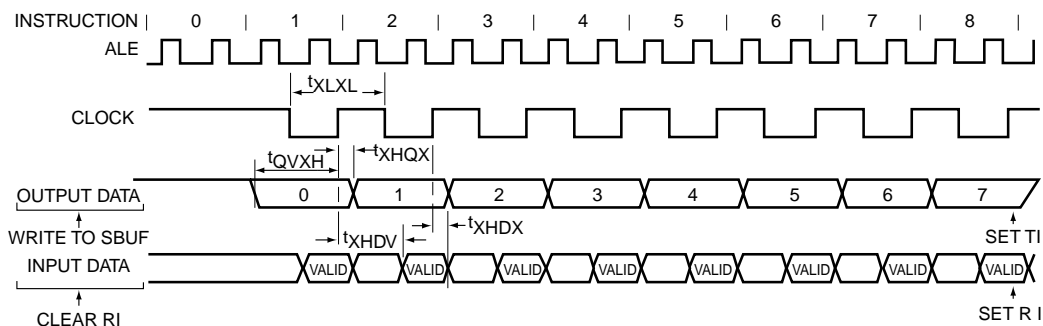 INSTRUCTION | 0 | 1 | 2 | 3 | 4 | 5 | 6 | 7 | 8 |
ALE
tXLXL
CLOCK
tQVXH
tXHQX
OUTPUT DATA
0 1 2 3 4 5 6 7
WRITE TO SBUF
tXHDV
tXHDX
SET TI
INPUT DATA
VALID VALID VALID VALID VALID VALID VALID VALID
CLEAR RI
SET R I